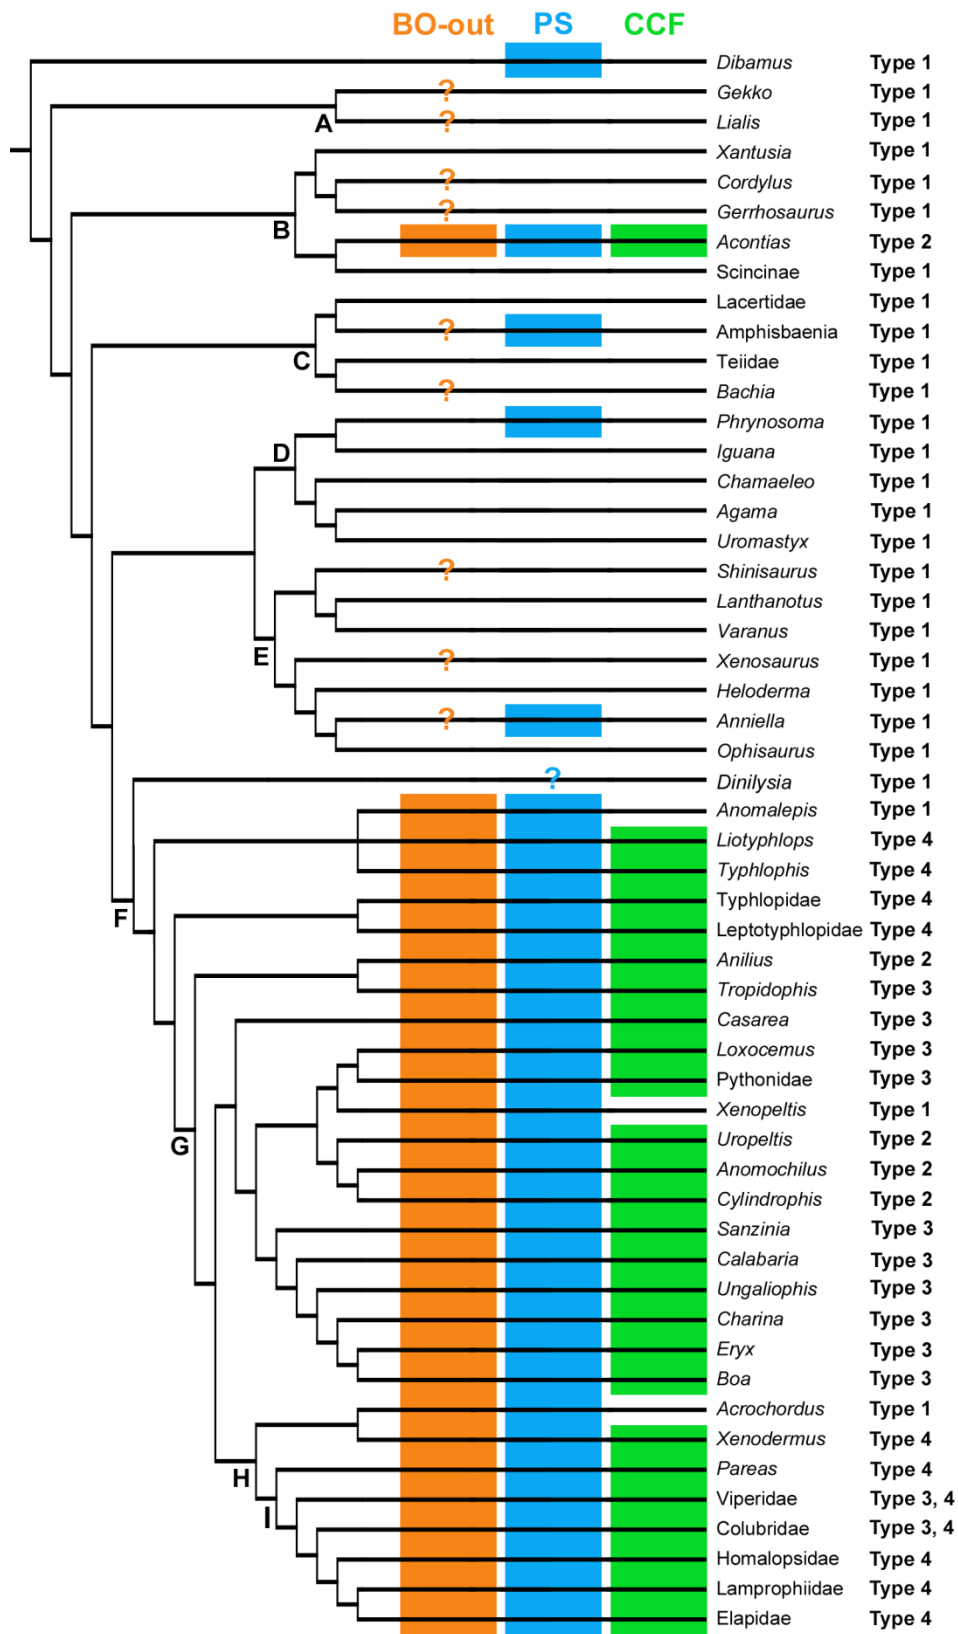 BO-out PS CCF
Dibamus Type 1
? Gekko Type 1
A ? Lialis Type 1
Xantusia Type 1
? Cordylus Type 1
B ? Gerrhosaurus Type 1
Acontias Type 2
Scincinae Type 1
Lacertidae Type 1
? Amphisbaenia Type 1
C Teiidae Type 1
? Bachia Type 1
Phrynosoma Type 1
D Iguana Type 1
Chamaeleo Type 1
Agama Type 1
Uromastyx Type 1
? Shinisaurus Type 1
Lanthanotus Type 1
Varanus Type 1
E ? Xenosaurus Type 1
Heloderma Type 1
? Anniella Type 1
Ophisaurus Type 1
? Dinilysia Type 1
Anomalepis Type 1
Liotyphlops Type 4
Typhlophis Type 4
Typhlopidae Type 4
F Leptotyphlopidae Type 4
Anilius Type 2
Tropidophis Type 3
Casarea Type 3
Loxocemus Type 3
Pythonidae Type 3
Xenopeltis Type 1
G Uropeltis Type 2
Anomochilus Type 2
Cylindrophis Type 2
Sanzinia Type 3
Calabaria Type 3
Ungaliophis Type 3
Charina Type 3
Eryx Type 3
Boa Type 3
Acrochordus Type 1
Xenodermus Type 4
H Pareas Type 4
I Viperidae Type 3, 4
Colubridae Type 3, 4
Homalopsidae Type 4
Lamprophiidae Type 4
Elapidae Type 4